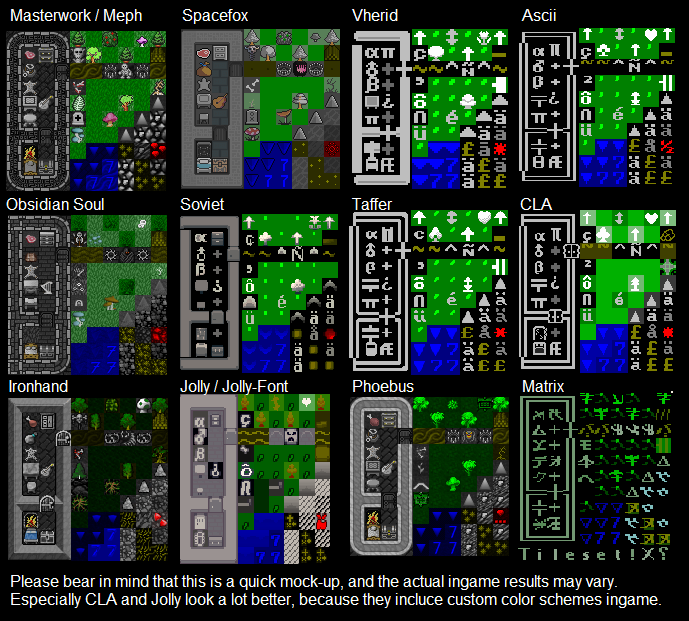 Masterwork / Meph Spacefox Vherid Ascii
Obsidian Soul Soviet Taffer CLA
Ironhand Jolly / Jolly-Font Phoebus Matrix
Tileset!X?
Please bear in mind that this is a quick mock-up, and the actual ingame results may vary.
Especially CLA and Jolly look a lot better, because they incluce custom color schemes ingame.